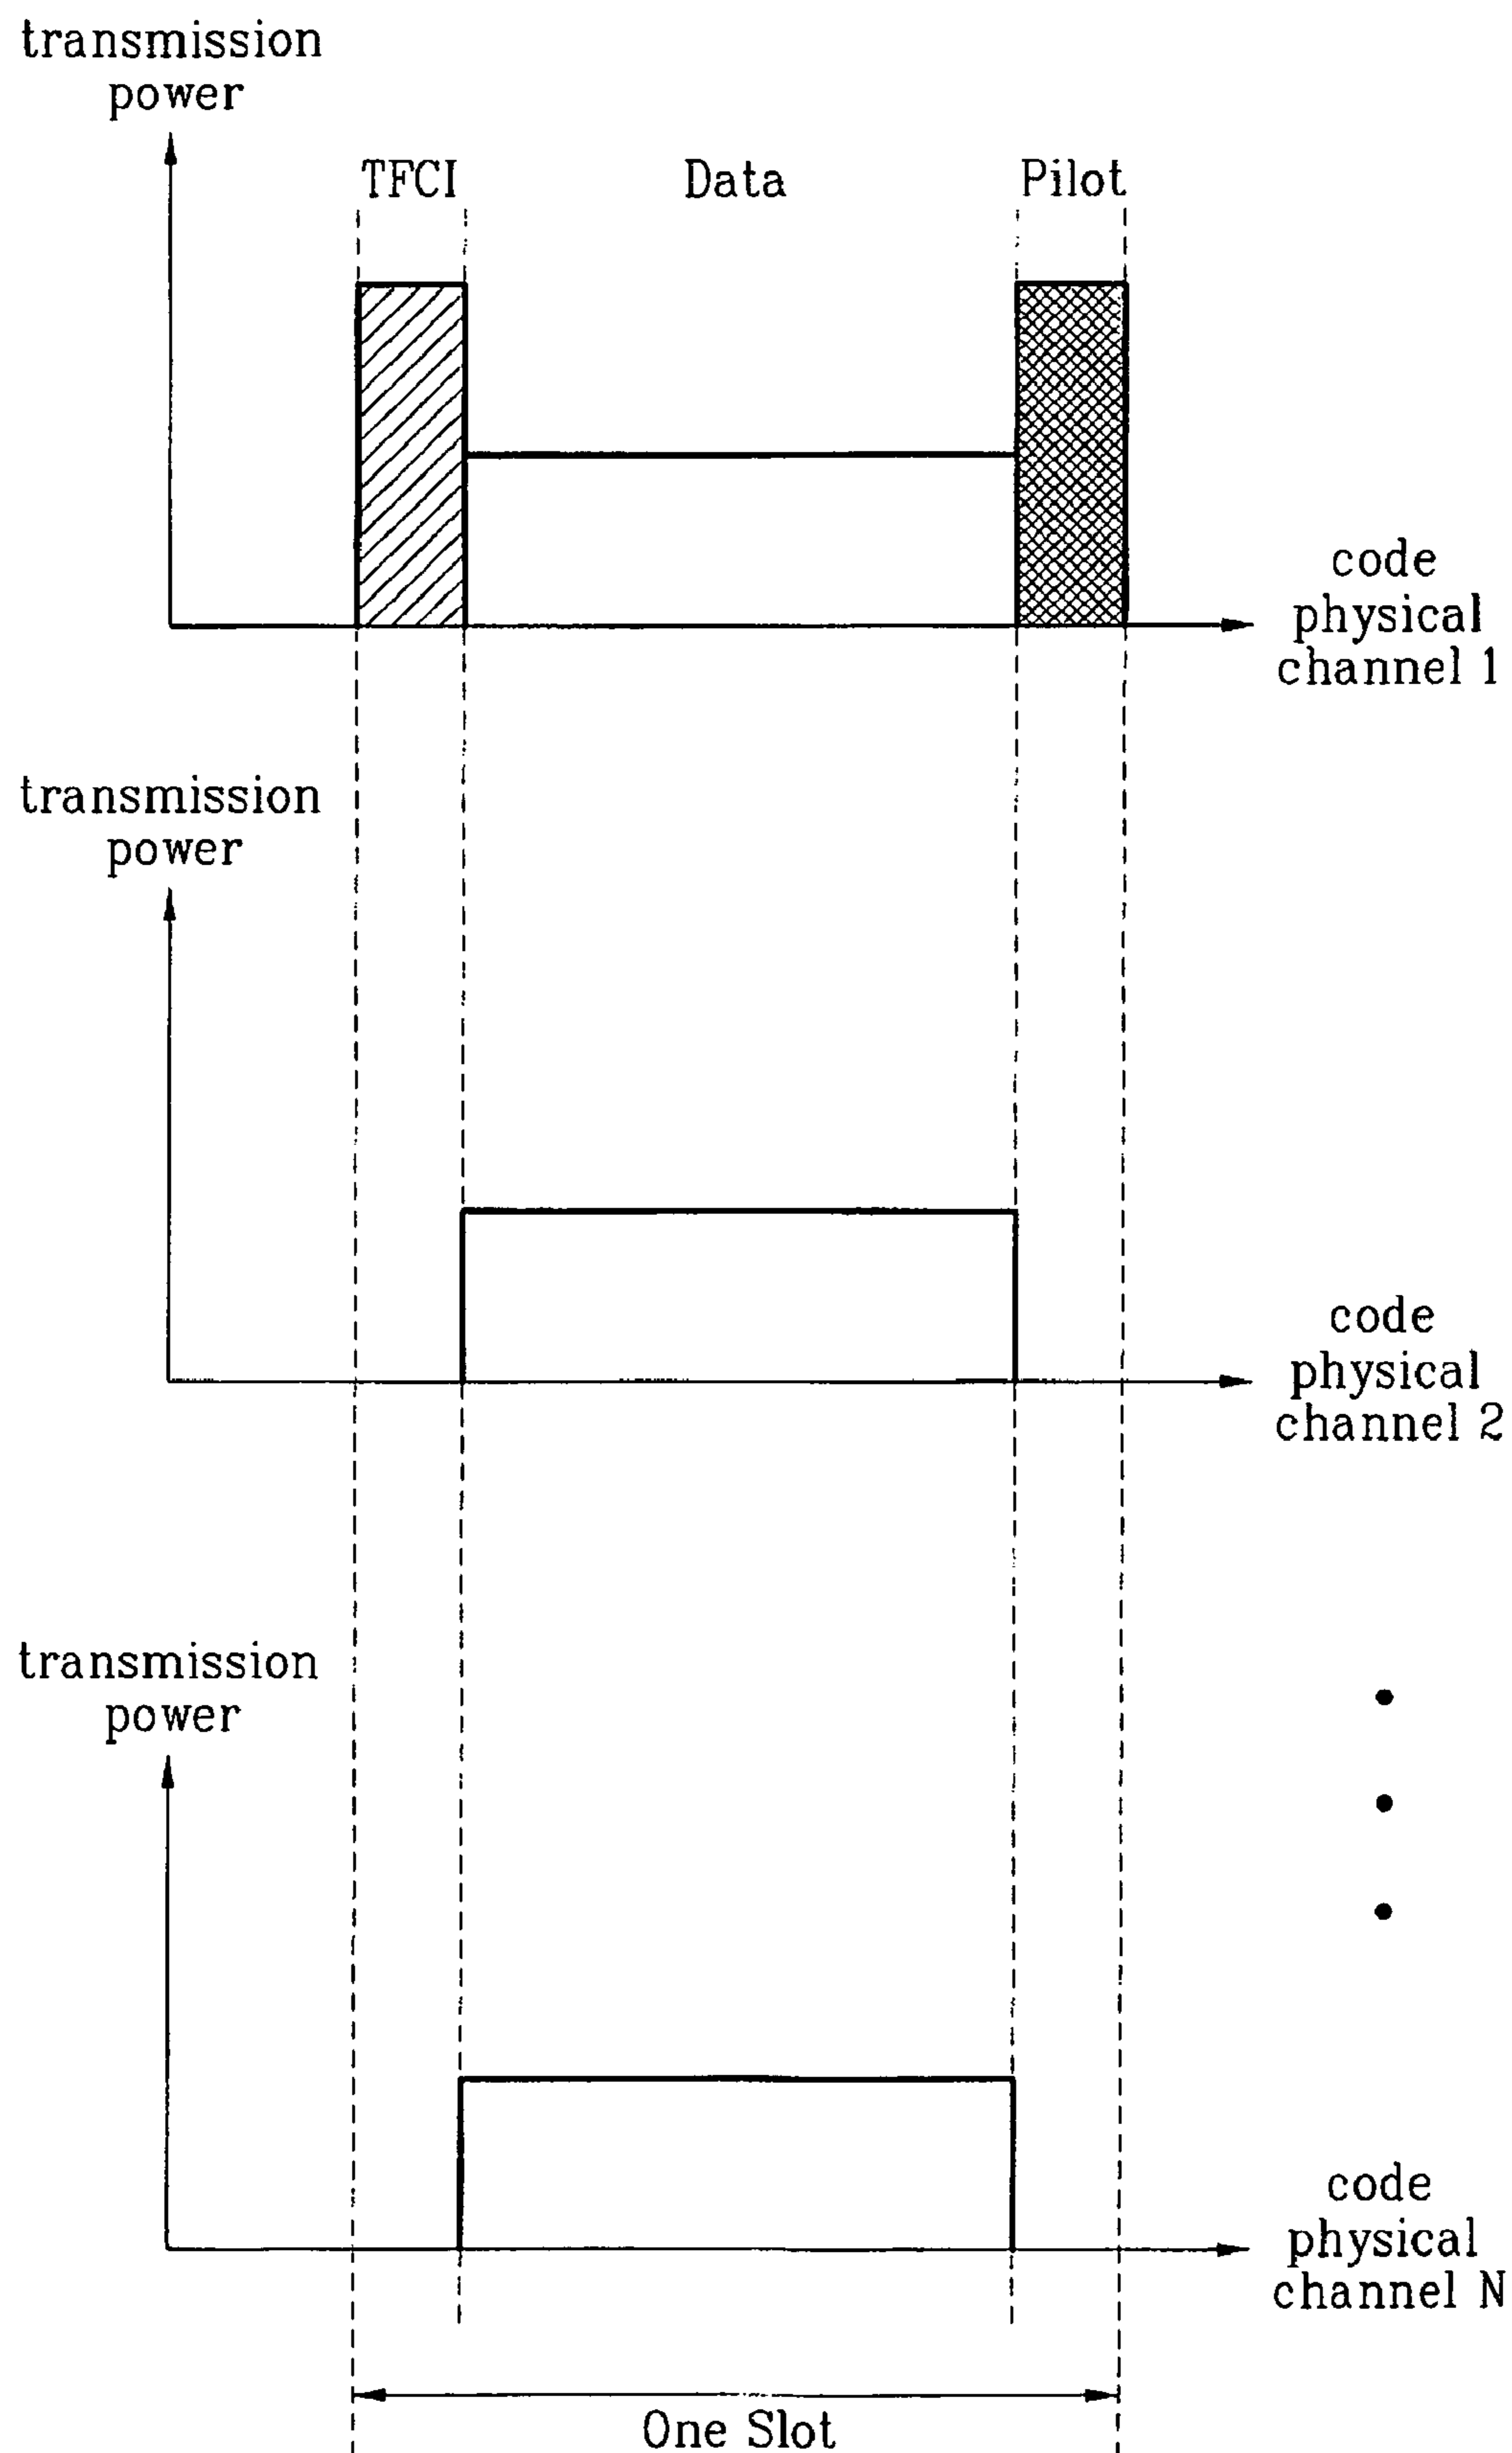 transmission
power
TFCI
Data
Pilot
code
physical
channel 1
transmission
power
code
physical
channel 2
transmission
power
code
physical
channel N
One Slot